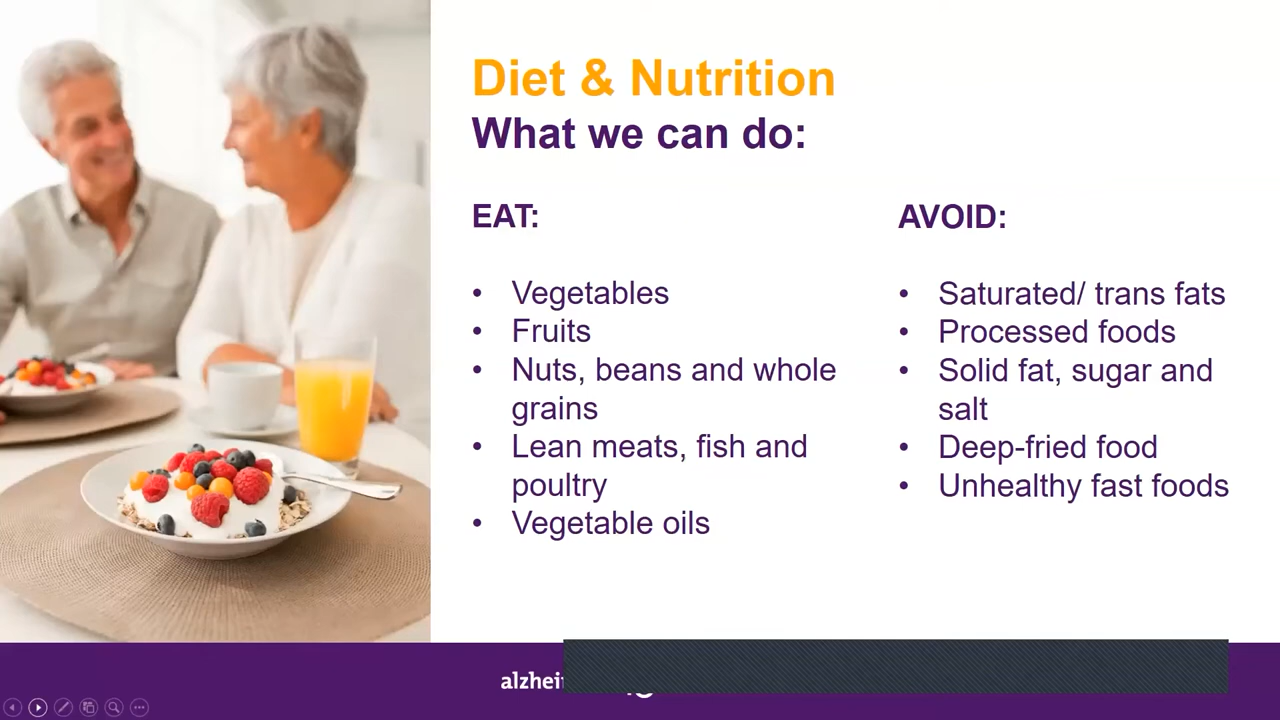 Diet & Nutrition
What we can do:
EAT:
• Vegetables
• Fruits
• Nuts, beans and whole
grains
• Lean meats, fish and
poultry
• Vegetable oils
AVOID:
• Saturated/ trans fats
• Processed foods
• Solid fat, sugar and
salt
• Deep-fried food
• Unhealthy fast foods